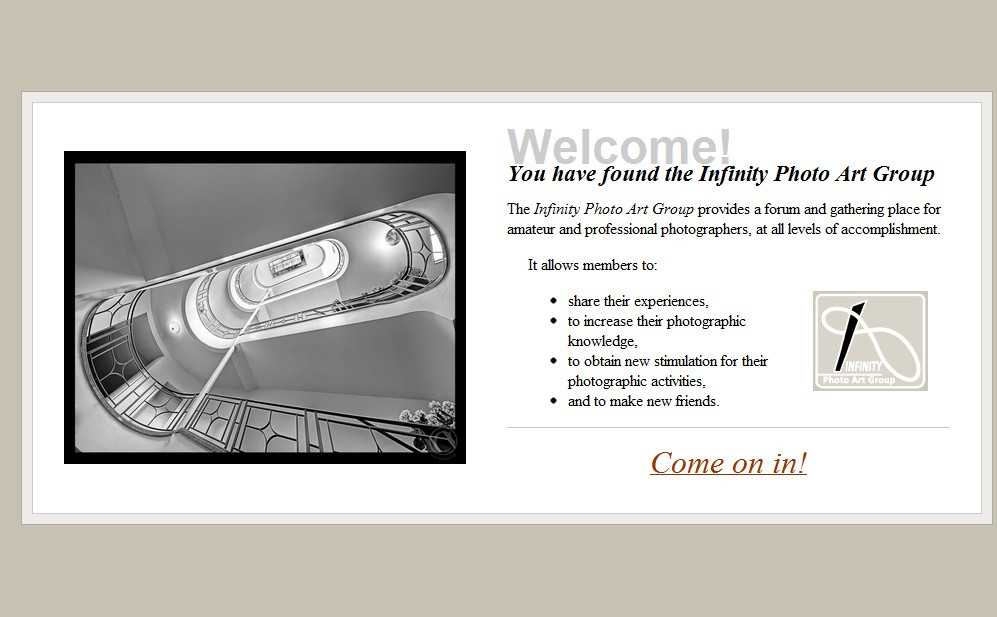 Welcome!
You have found the Infinity Photo Art Group
The Infinity Photo Art Group provides a forum and gathering place for
amateur and professional photographers, at all levels of accomplishment.
It allows members to:
share their experiences,
to increase their photographic
knowledge,
to obtain new stimulation for their
photographic activities,
and to make new friends.
INFINITY
Photo Art Group
Come on in!